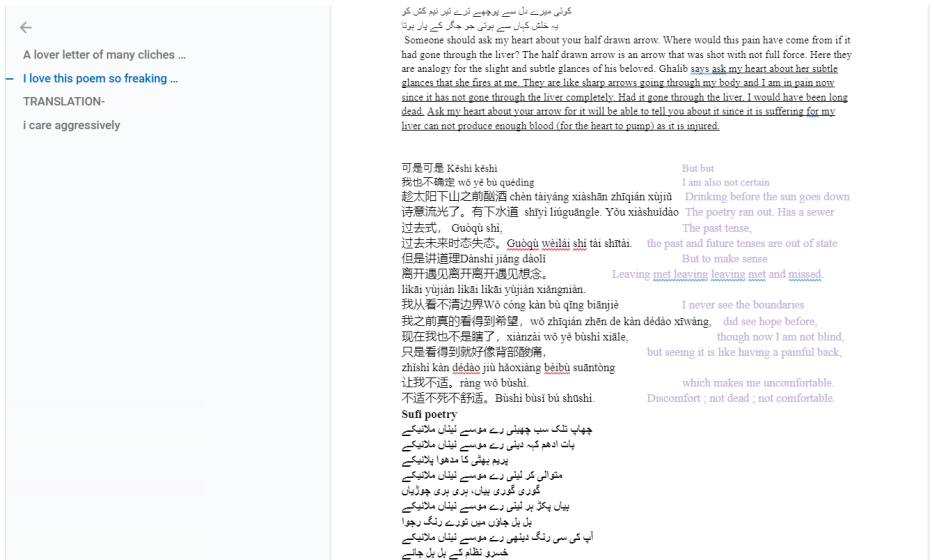 A lover letter of many cliches ...
I love this poem so freaking ...
TRANSLATION-
i care aggressively
کوئی میرے دل سے پوچھے ترے تیر نیم کش کو
یہ خلش کہاں سے ہوتی جو جگر کے پار ہوتا
Someone should ask my heart about your half drawn arrow. Where would this pain have come from if it
had gone through the liver? The half drawn arrow is an arrow that was shot with not full force. Here they
are analogy for the slight and subtle glances of his beloved. Ghalib says ask my heart about her subtle
glances that she fires at me. They are like sharp arrows going through my body and I am in pain now
since it has not gone through the liver completely. Had it gone through the liver, I would have been long
dead. Ask my heart about your arrow for it will be able to tell you about it since it is suffering for my
liver can not produce enough blood (for the heart to pump) as it is injured.
可是可是 Kěshì kěshì But but
我也不确定 wǒ yě bù quèdìng I am also not certain
趁太阳下山之前酗酒 chèn tàiyáng xiàshān zhīqián xùjiǔ Drinking before the sun goes down
诗意流光了。有下水道 shīyì liúguāngle. Yǒu xiàshuǐdào The poetry ran out. Has a sewer
过去式， Guòqù shì, The past tense,
过去未来时态失态。Guòqù wèilái shí tài shītài. the past and future tenses are out of state
但是讲道理Dànshì jiǎng dàolǐ But to make sense
离开遇见离开离开遇见想念。 Leaving met leaving leaving met and missed.
líkāi yùjiàn líkāi líkāi yùjiàn xiǎngniàn.
我从看不清边界Wǒ cóng kàn bù qīng biānjiè I never see the boundaries
我之前真的看得到希望，wǒ zhīqián zhēn de kàn dédào xīwàng, did see hope before,
现在我也不是瞎了，xiànzài wǒ yě bùshì xiāle, though now I am not blind,
只是看得到就好像背部酸痛， but seeing it is like having a painful back,
zhǐshì kàn dédào jiù hǎoxiàng bèibù suāntòng
让我不适。ràng wǒ bùshì. which makes me uncomfortable.
不适不死不舒适。Bùshì bùsǐ bú shūshì. Discomfort ; not dead ; not comfortable.
Sufi poetry
چھاپ تلک سب چھینی رے موسے نیناں ملائیکے
بات ادھم کہہ دینی رے موسے نیناں ملائیکے
پریم بھٹی کا مدھوا پلائیکے
متوالی کر لینی رے موسے نیناں ملائیکے
گوری گوری بیاں، ہری ہری چوڑیاں
بیاں پکڑ ہر لینی رے موسے نیناں ملائیکے
بل بل جاؤں میں تورے رنگ رجوا
آپ کی سی رنگ دینھی رے موسے نیناں ملائیکے
خسرو نظام کے بل بل جائے